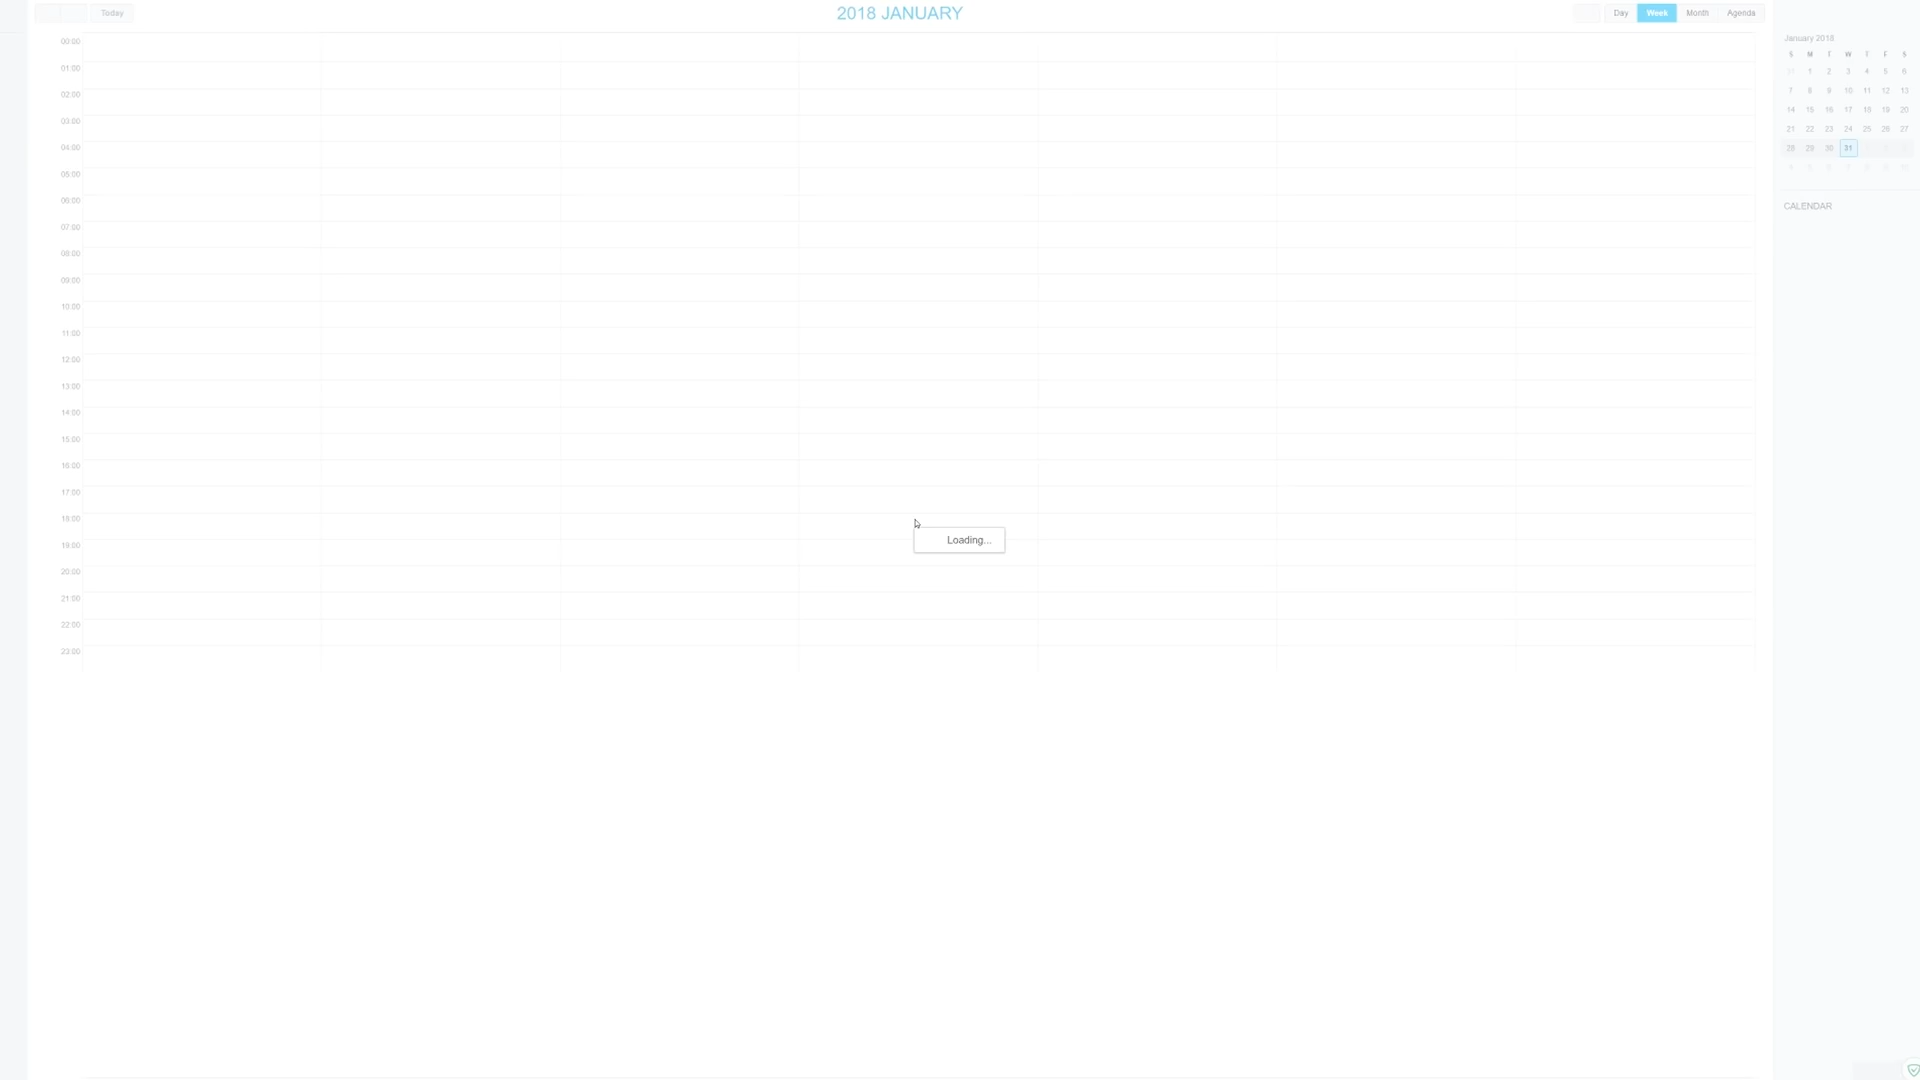 Today
2018 JANUARY
Day Week Month Agenda
January 2018
S M T W T F S
31 1 2 3 4 5 6
7 8 9 10 11 12 13
14 15 16 17 18 19 20
21 22 23 24 25 26 27
28 29 30 31
CALENDAR
00:00
01:00
02:00
03:00
04:00
05:00
06:00
07:00
08:00
09:00
10:00
11:00
12:00
13:00
14:00
15:00
16:00
17:00
18:00
19:00
20:00
21:00
22:00
23:00
Loading...